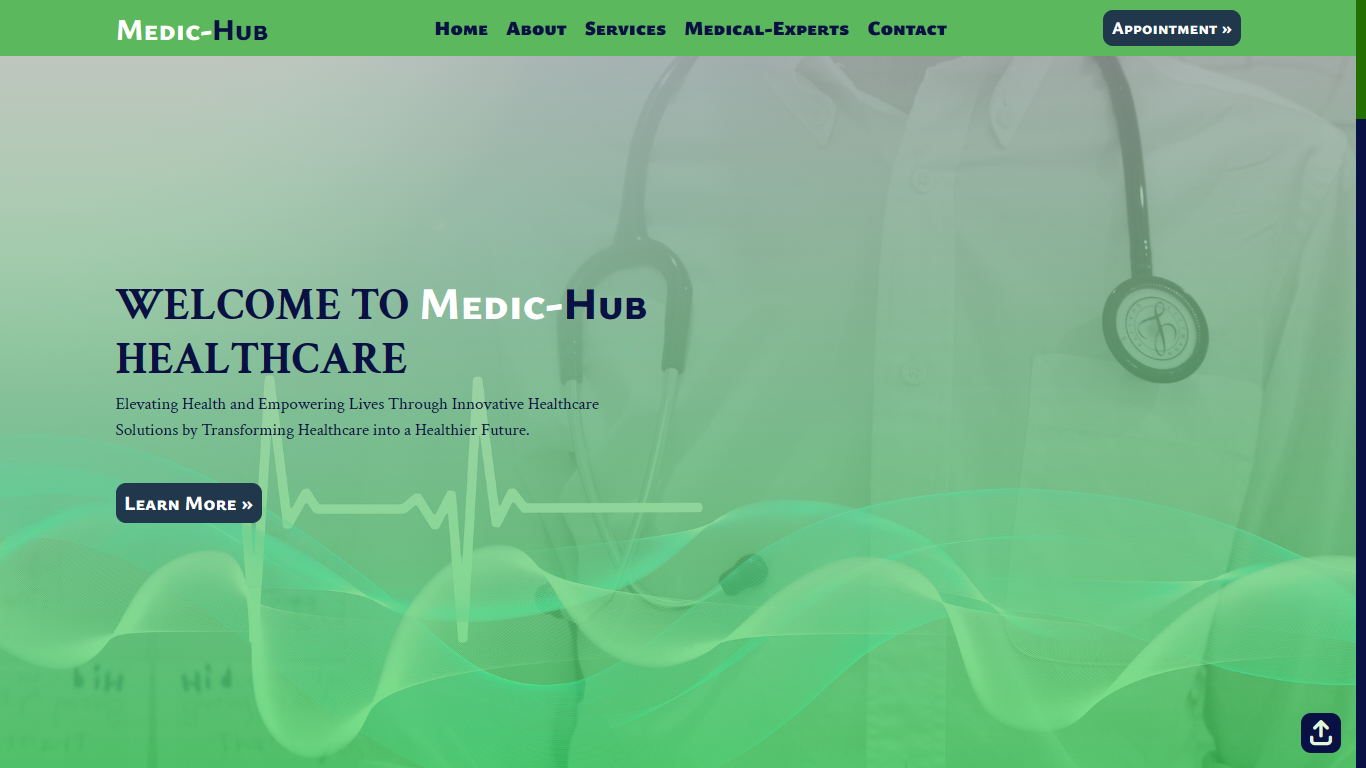 Medic-Hub
Home About Services Medical-Experts Contact
Appointment »
WELCOME TO Medic-Hub
HEALTHCARE
Elevating Health and Empowering Lives Through Innovative Healthcare
Solutions by Transforming Healthcare into a Healthier Future.
Learn More »